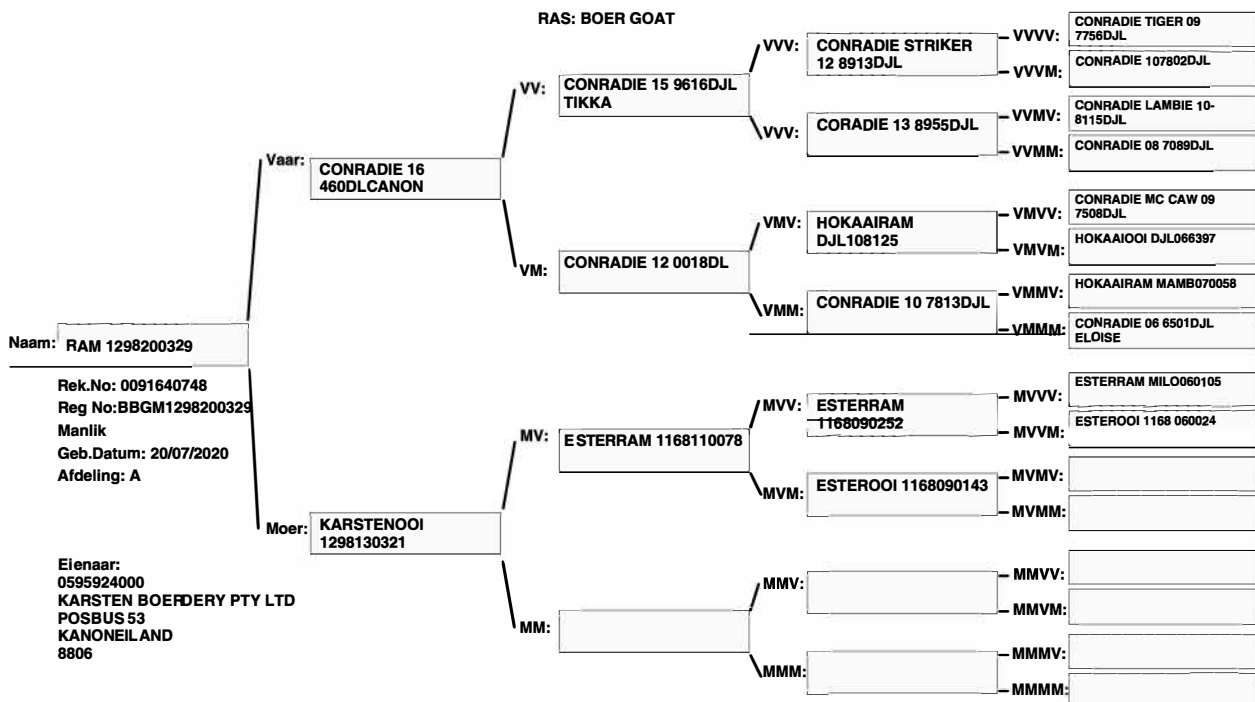 RAS: BOER GOAT
Naam: RAM 1298200329
Rek.No: 0091640748
Reg No:BBGM1298200329
Manlik
Geb.Datum: 20/07/2020
Afdeling: A
Eienaar:
0595924000
KARSTEN BOERDERY PTY LTD
POSBUS 53
KANONEILAND
8806
Vaar: CONRADIE 16
460DLCANON
Moer: KARSTENOOI
1298130321
VV: CONRADIE 15 9616DJL
TIKKA
VM: CONRADIE 12 0018DL
MV: ESTERRAM 1168110078
MM:
VVV: CONRADIE STRIKER
12 8913DJL
VVV: CORADIE 13 8955DJL
VMV: HOKAAIRAM
DJL108125
VMM: CONRADIE 10 7813DJL
MVV: ESTERRAM
1168090252
MVM: ESTEROOI 1168090143
MMV:
MMM:
VVVV: CONRADIE TIGER 09
7756DJL
VVVM: CONRADIE 107802DJL
VVMV: CONRADIE LAMBIE 10-
8115DJL
VVMM: CONRADIE 08 7089DJL
VMVV: CONRADIE MC CAW 09
7508DJL
VMVM: HOKAAIOOI DJL066397
VMMV: HOKAAIRAM MAMB070058
VMMM: CONRADIE 06 6501DJL
ELOISE
MVVV: ESTERRAM MILO060105
MVVM: ESTEROOI 1168 060024
MVMV:
MVMM:
MMVV:
MMVM:
MMMV:
MMMM: